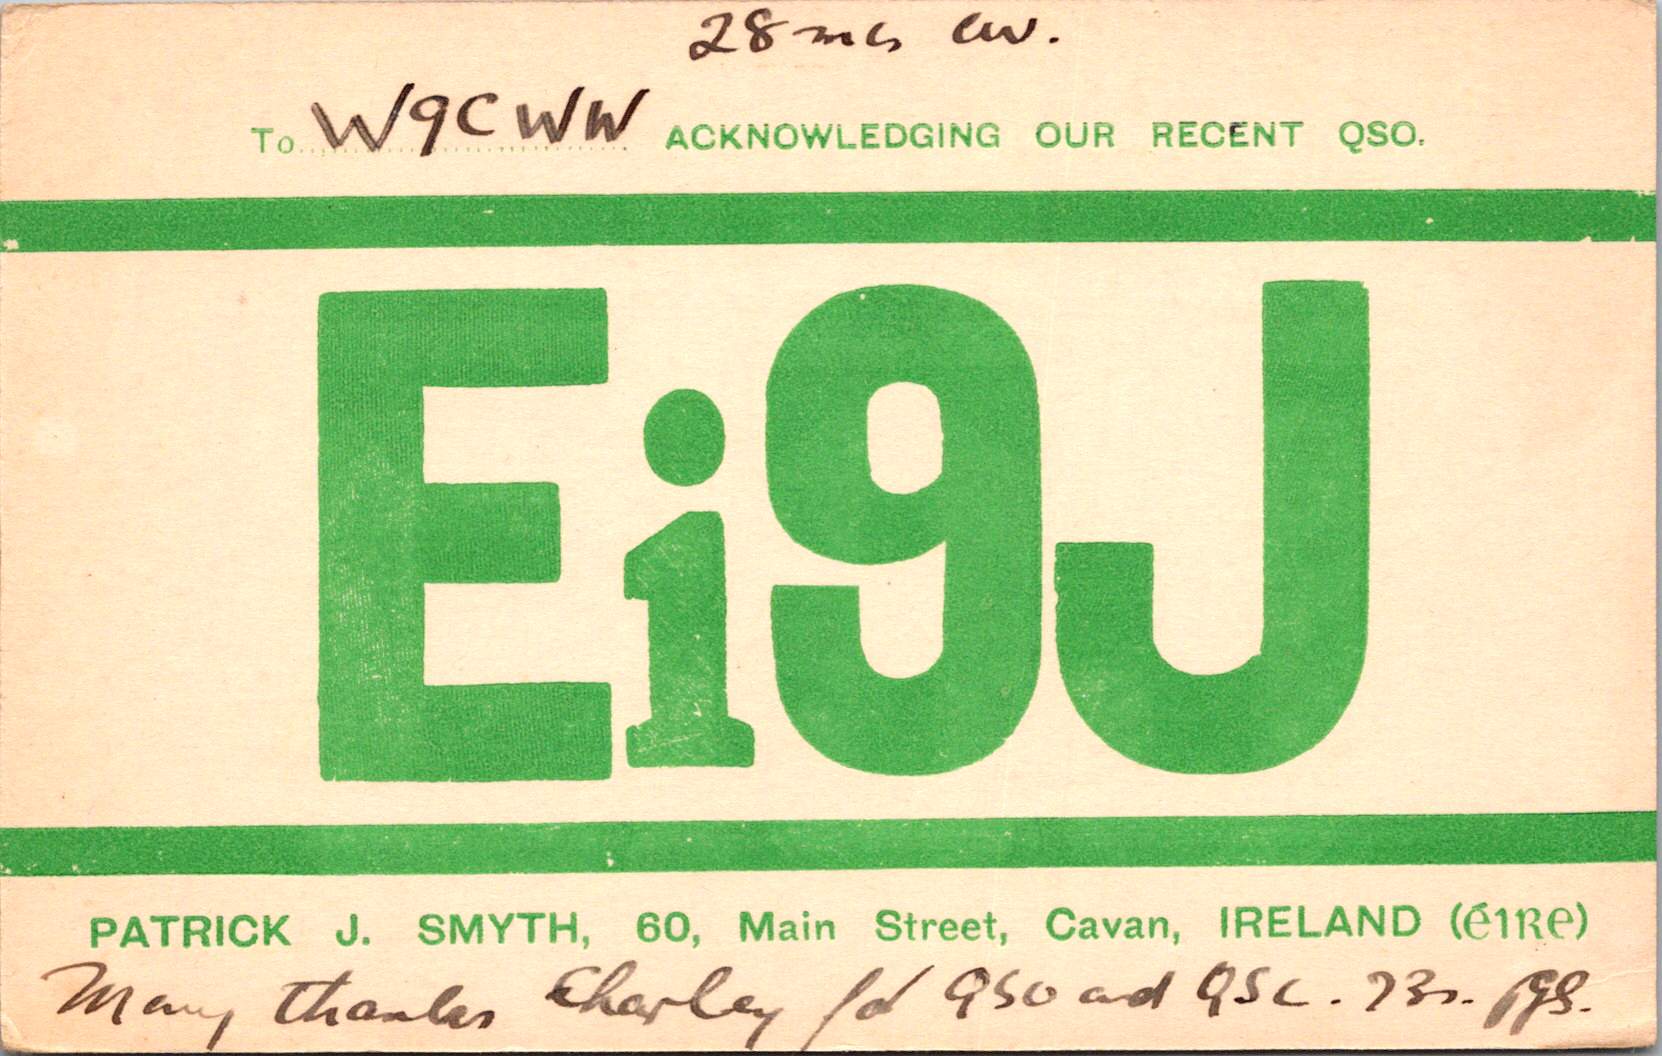 28 mcs cw.
To W9CWW ACKNOWLEDGING OUR RECENT QSO.
Ei9J
PATRICK J. SMYTH, 60, Main Street, Cavan, IRELAND (éIRe)
Many thanks Charley fd QSO and QSL. 73s. PJS.